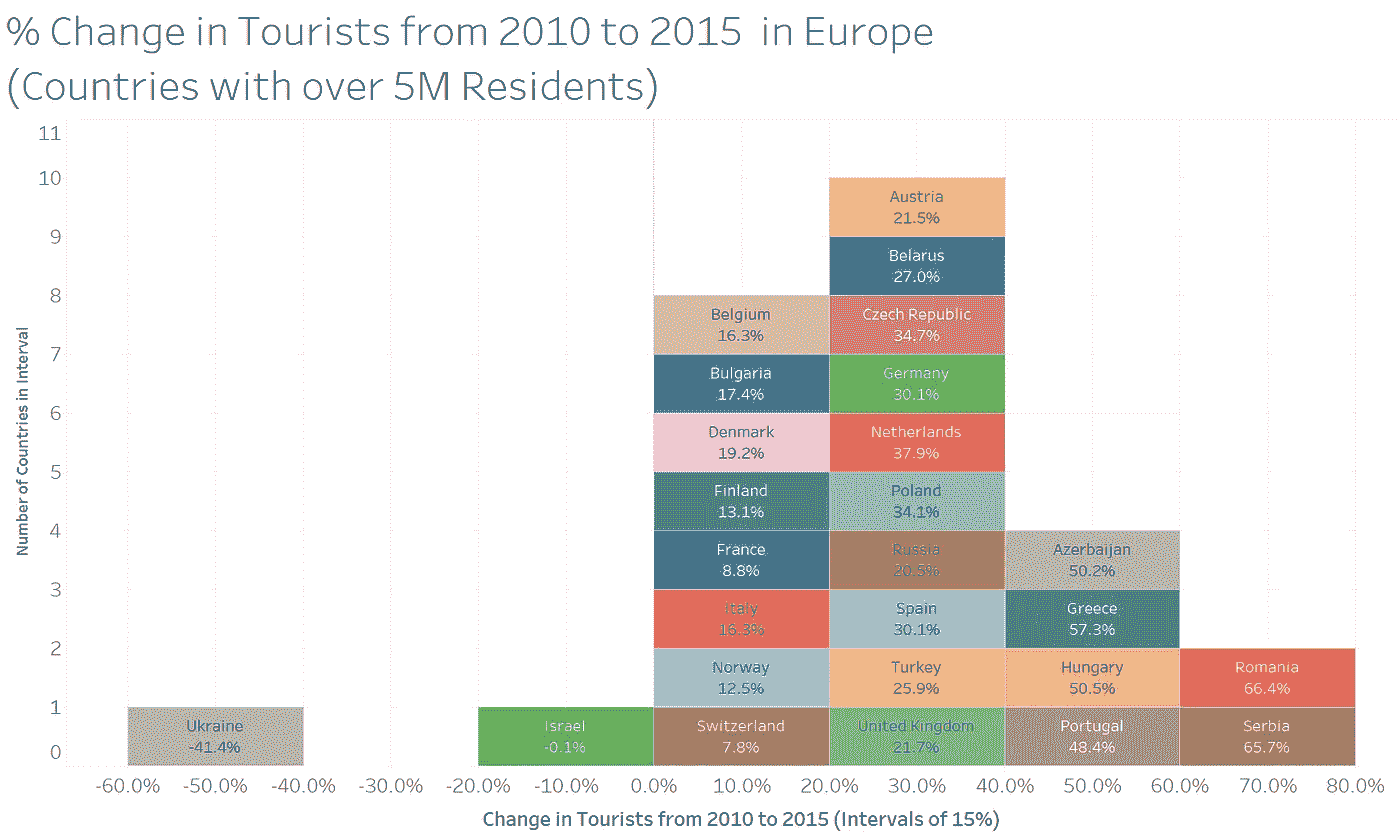 % Change in Tourists from 2010 to 2015 in Europe
(Countries with over 5M Residents)
11
10
9
8
7
6
5
4
3
2
1
0
Number of Countries in Interval
Austria
21.5%
Belarus
27.0%
Belgium
16.3%
Czech Republic
34.7%
Bulgaria
17.4%
Germany
30.1%
Denmark
19.2%
Netherlands
37.9%
Finland
13.1%
Poland
34.1%
France
8.8%
Russia
20.5%
Azerbaijan
50.2%
Italy
16.3%
Spain
30.1%
Greece
57.3%
Norway
12.5%
Turkey
25.9%
Hungary
50.5%
Romania
66.4%
Ukraine
-41.4%
Israel
-0.1%
Switzerland
7.8%
United Kingdom
21.7%
Portugal
48.4%
Serbia
65.7%
-60.0% -50.0% -40.0% -30.0% -20.0% -10.0% 0.0% 10.0% 20.0% 30.0% 40.0% 50.0% 60.0% 70.0% 80.0%
Change in Tourists from 2010 to 2015 (Intervals of 15%)